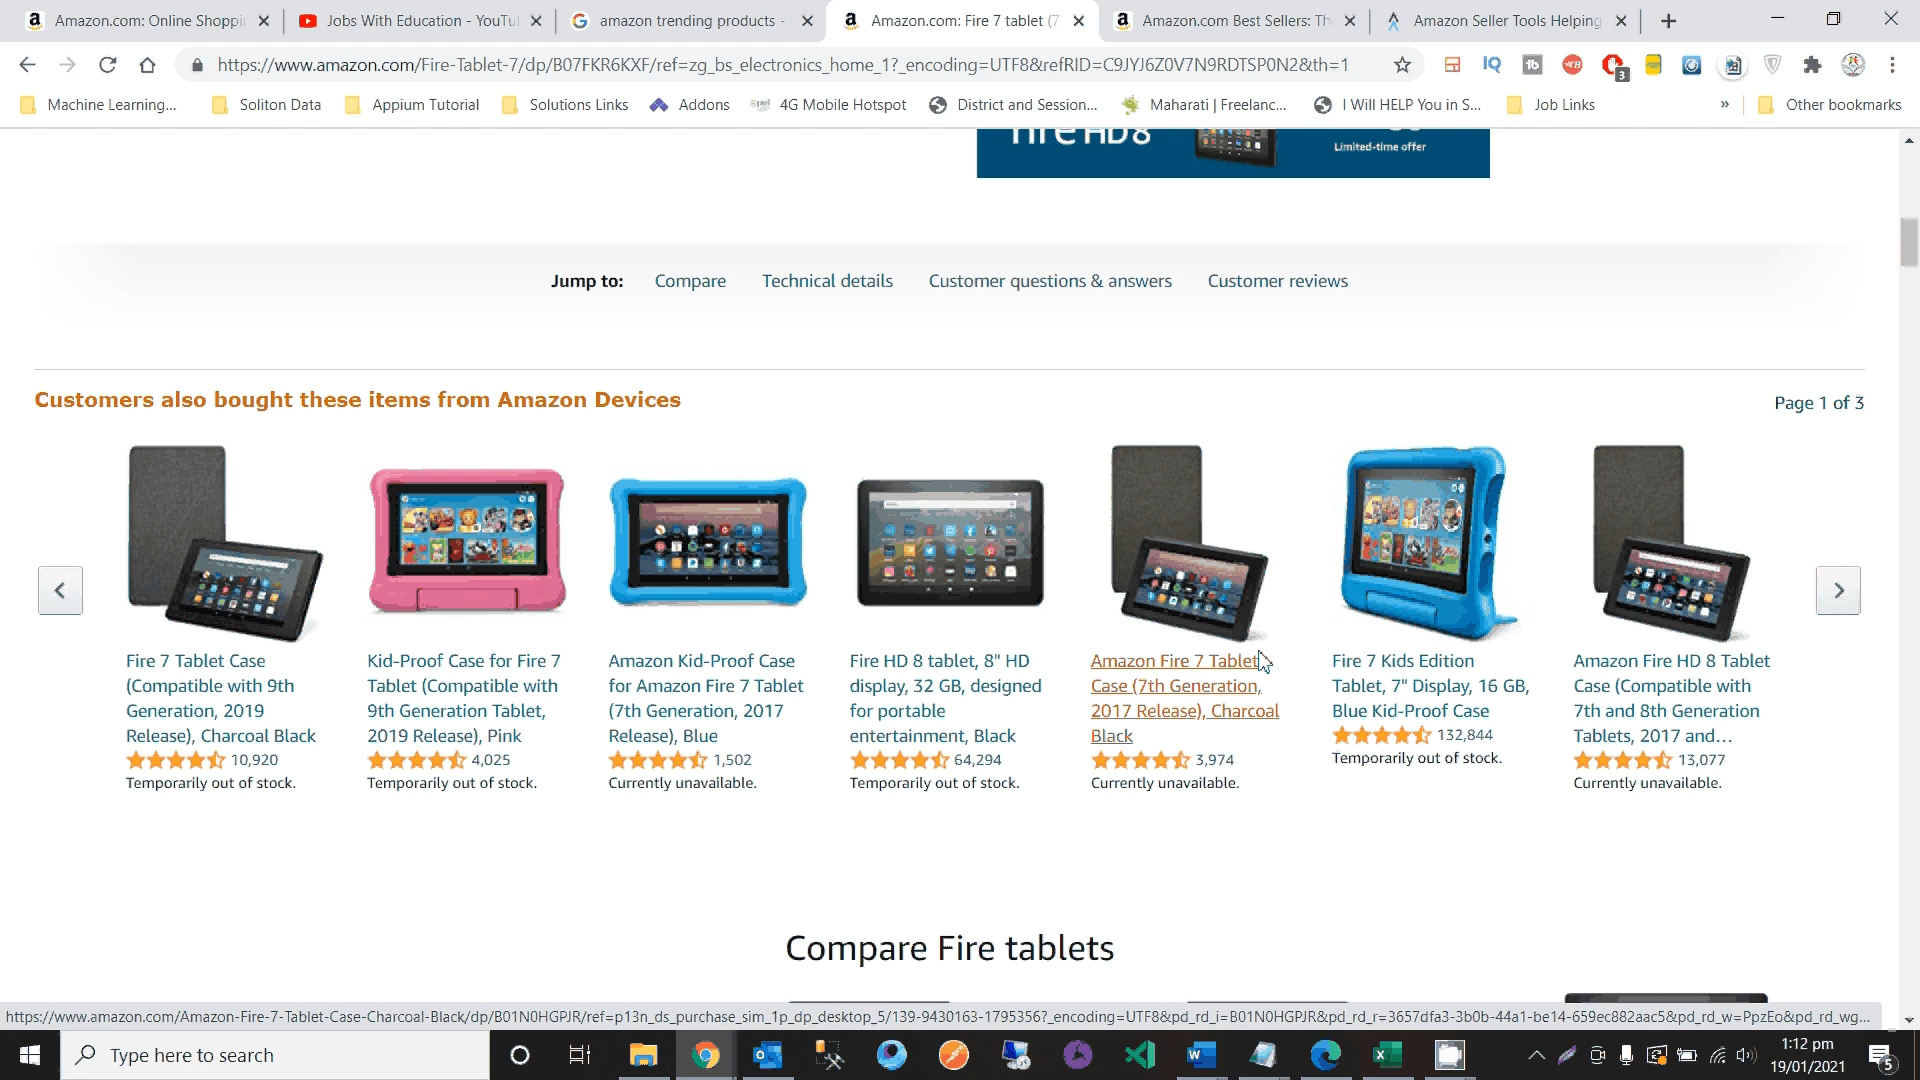 Amazon.com: Online Shoppi
Jobs With Education - YouTu
amazon trending products -
Amazon.com: Fire 7 tablet (7
Amazon.com Best Sellers: Th
Amazon Seller Tools Helping
https://www.amazon.com/Fire-Tablet-7/dp/B07FKR6KXF/ref=zg_bs_electronics_home_1?_encoding=UTF8&refRID=C9JYJ6Z0V7N9RDTSP0N2&th=1
Machine Learning...
Soliton Data
Appium Tutorial
Solutions Links
Addons
4G Mobile Hotspot
District and Session...
Maharati | Freelanc...
I Will HELP You in S...
Job Links
»
Other bookmarks
Fire HD 8
Limited-time offer
Jump to: Compare Technical details Customer questions & answers Customer reviews
Customers also bought these items from Amazon Devices
Page 1 of 3
Fire 7 Tablet Case
(Compatible with 9th
Generation, 2019
Release), Charcoal Black
10,920
Temporarily out of stock.
Kid-Proof Case for Fire 7
Tablet (Compatible with
9th Generation Tablet,
2019 Release), Pink
4,025
Temporarily out of stock.
Amazon Kid-Proof Case
for Amazon Fire 7 Tablet
(7th Generation, 2017
Release), Blue
1,502
Currently unavailable.
Fire HD 8 tablet, 8" HD
display, 32 GB, designed
for portable
entertainment, Black
64,294
Temporarily out of stock.
Amazon Fire 7 Tablet
Case (7th Generation,
2017 Release), Charcoal
Black
3,974
Currently unavailable.
Fire 7 Kids Edition
Tablet, 7" Display, 16 GB,
Blue Kid-Proof Case
132,844
Temporarily out of stock.
Amazon Fire HD 8 Tablet
Case (Compatible with
7th and 8th Generation
Tablets, 2017 and...
13,077
Currently unavailable.
Compare Fire tablets
https://www.amazon.com/Amazon-Fire-7-Tablet-Case-Charcoal-Black/dp/B01N0HGPJR/ref=p13n_ds_purchase_sim_1p_dp_desktop_5/139-9430163-1795356?_encoding=UTF8&pd_rd_i=B01N0HGPJR&pd_rd_r=3657dfa3-3b0b-44a1-be14-659ec882aac5&pd_rd_w=PpzEo&pd_rd_wg...
Type here to search
1:12 pm
19/01/2021
5